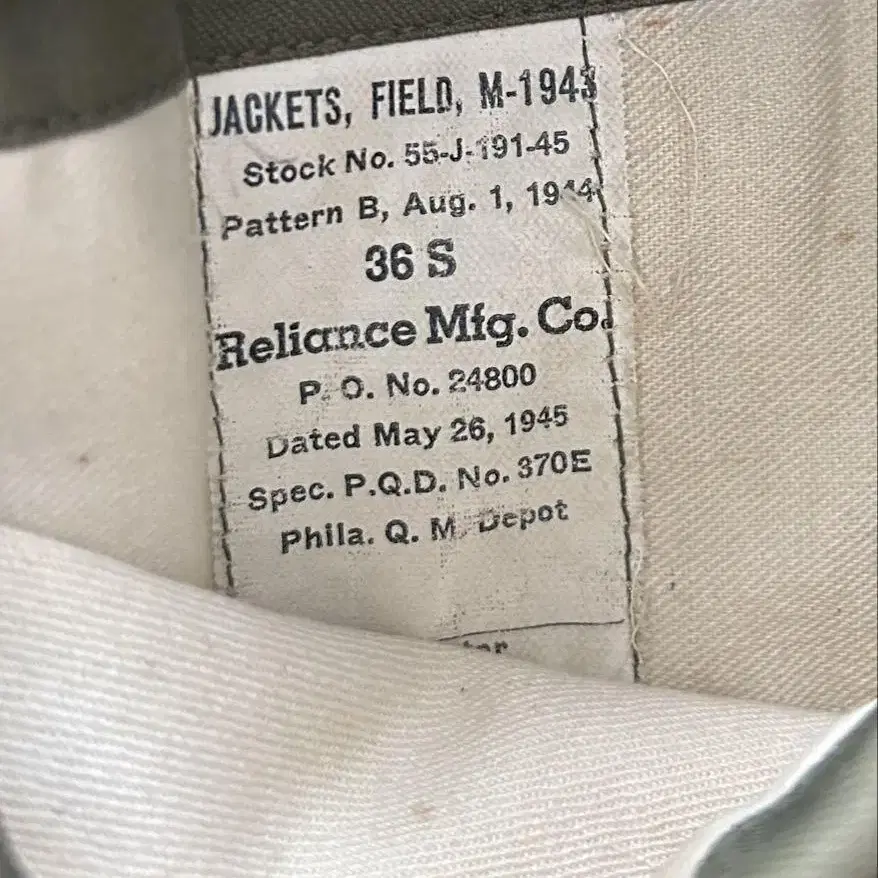 JACKETS, FIELD, M-1943
Stock No. 55-J-191-45
Pattern B, Aug. 1, 1944
36 S
Reliance Mfg. Co.
P. O. No. 24800
Dated May 26, 1945
Spec. P.Q.D. No. 370E
Phila. Q. M. Depot